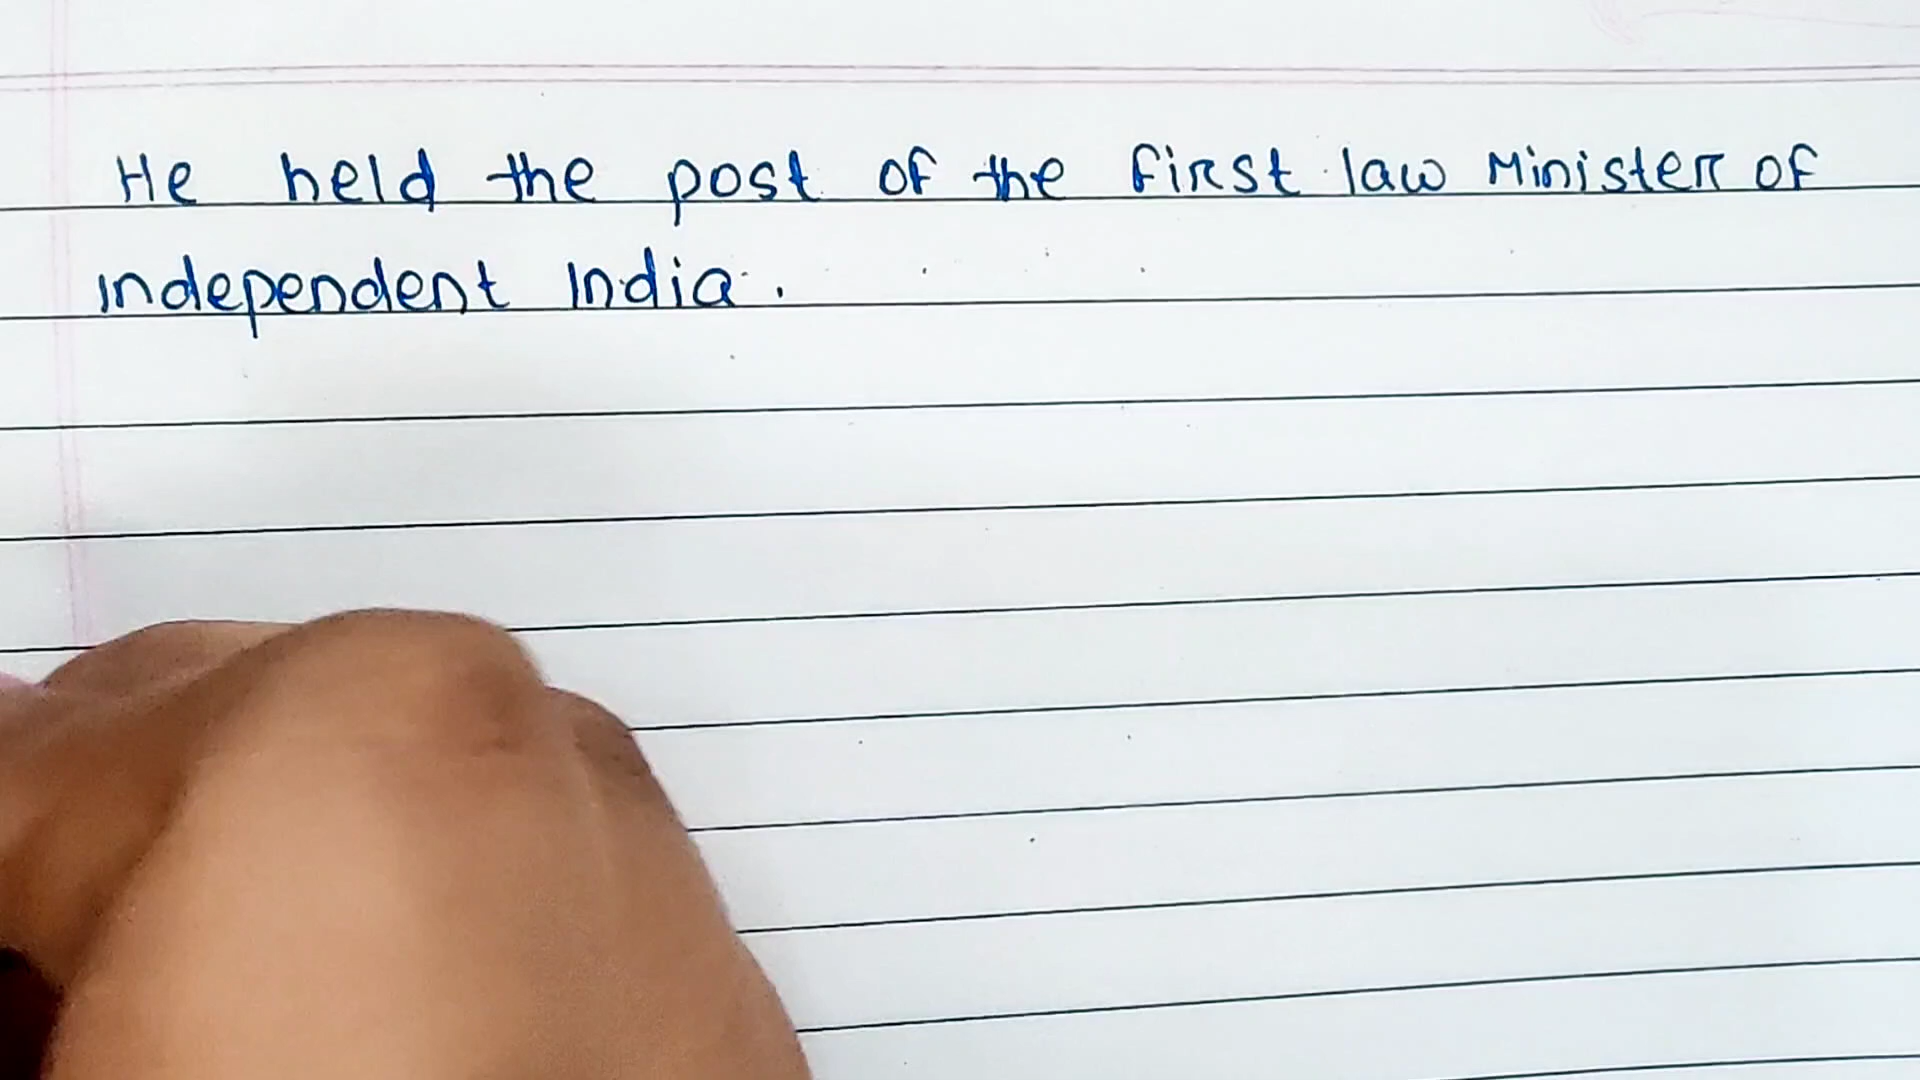 He held the post of the first law Minister of
independent India.